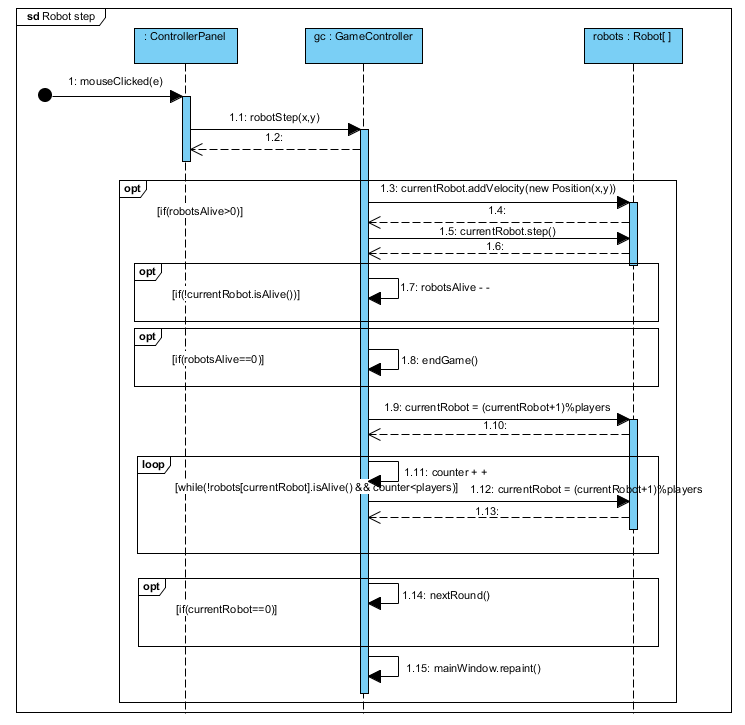 sd Robot step
: ControllerPanel
gc : GameController
robots : Robot[ ]
1: mouseClicked(e)
1.1: robotStep(x,y)
1.2:
opt
[if(robotsAlive>0)]
1.3: currentRobot.addVelocity(new Position(x,y))
1.4:
1.5: currentRobot.step()
1.6:
opt
[if(!currentRobot.isAlive())]
1.7: robotsAlive - -
opt
[if(robotsAlive==0)]
1.8: endGame()
1.9: currentRobot = (currentRobot+1)%players
1.10:
loop
1.11: counter + +
[while(!robots[currentRobot].isAlive() && counter<players)]
1.12: currentRobot = (currentRobot+1)%players
1.13:
opt
[if(currentRobot==0)]
1.14: nextRound()
1.15: mainWindow.repaint()